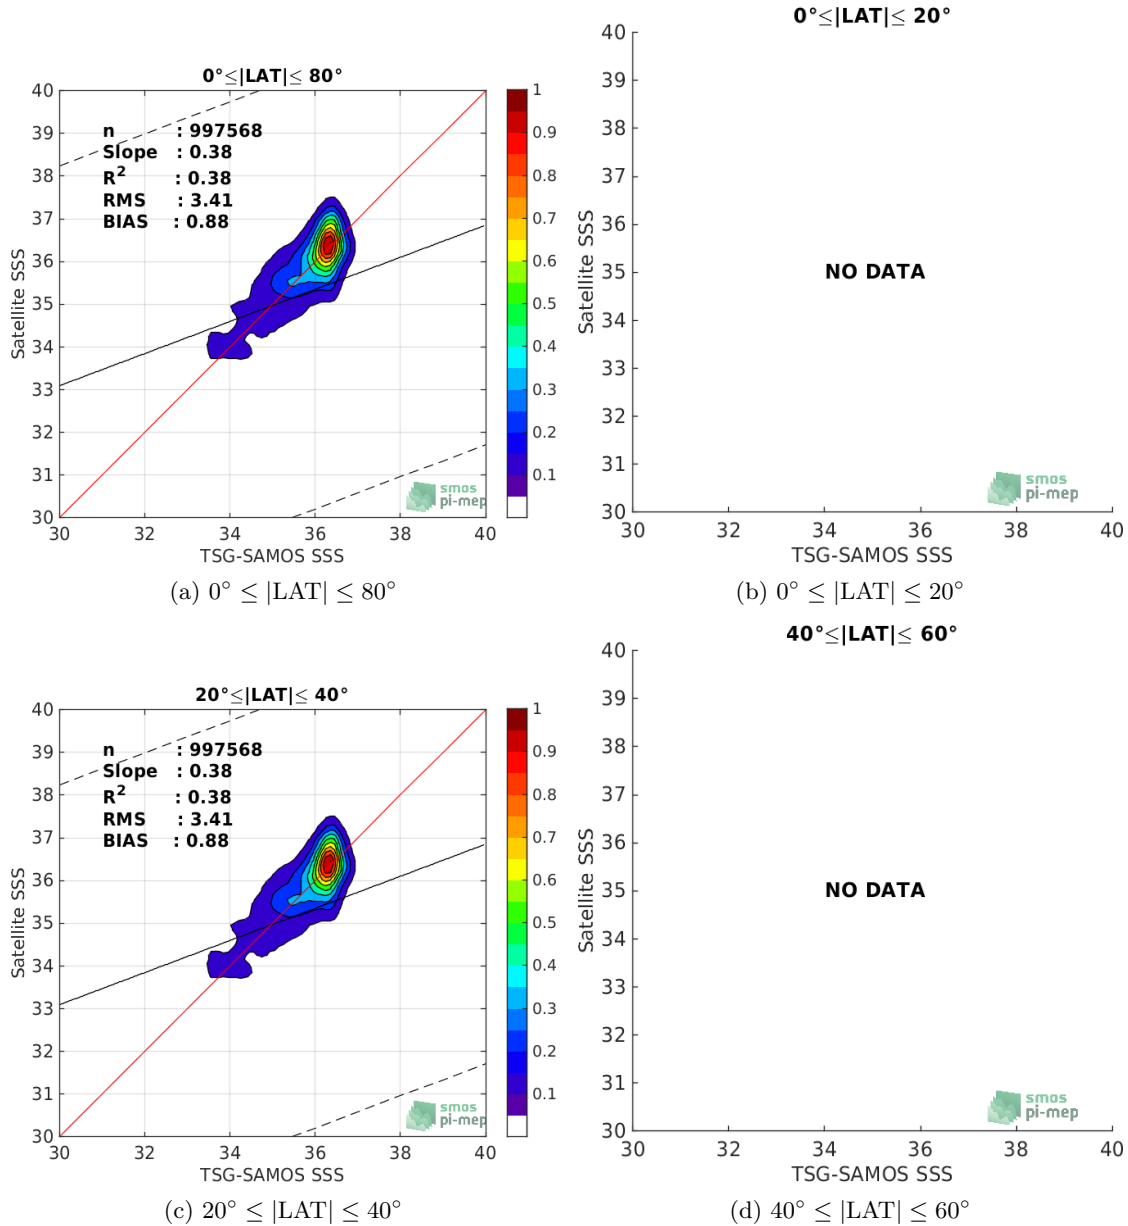 0°≤|LAT|≤ 80°
40
39
38
37
36
35
34
33
32
31
30
Satellite SSS
n : 997568
Slope : 0.38
R2 : 0.38
RMS : 3.41
BIAS : 0.88
1
0.9
0.8
0.7
0.6
0.5
0.4
0.3
0.2
0.1
smos
pi-mep
30 32 34 36 38 40
TSG-SAMOS SSS
(a) 0° ≤ |LAT| ≤ 80°
0°≤|LAT|≤ 20°
40
39
38
37
36
35
34
33
32
31
30
Satellite SSS
NO DATA
smos
pi-mep
30 32 34 36 38 40
TSG-SAMOS SSS
(b) 0° ≤ |LAT| ≤ 20°
20°≤|LAT|≤ 40°
40
39
38
37
36
35
34
33
32
31
30
Satellite SSS
n : 997568
Slope : 0.38
R2 : 0.38
RMS : 3.41
BIAS : 0.88
1
0.9
0.8
0.7
0.6
0.5
0.4
0.3
0.2
0.1
smos
pi-mep
30 32 34 36 38 40
TSG-SAMOS SSS
(c) 20° ≤ |LAT| ≤ 40°
40°≤|LAT|≤ 60°
40
39
38
37
36
35
34
33
32
31
30
Satellite SSS
NO DATA
smos
pi-mep
30 32 34 36 38 40
TSG-SAMOS SSS
(d) 40° ≤ |LAT| ≤ 60°